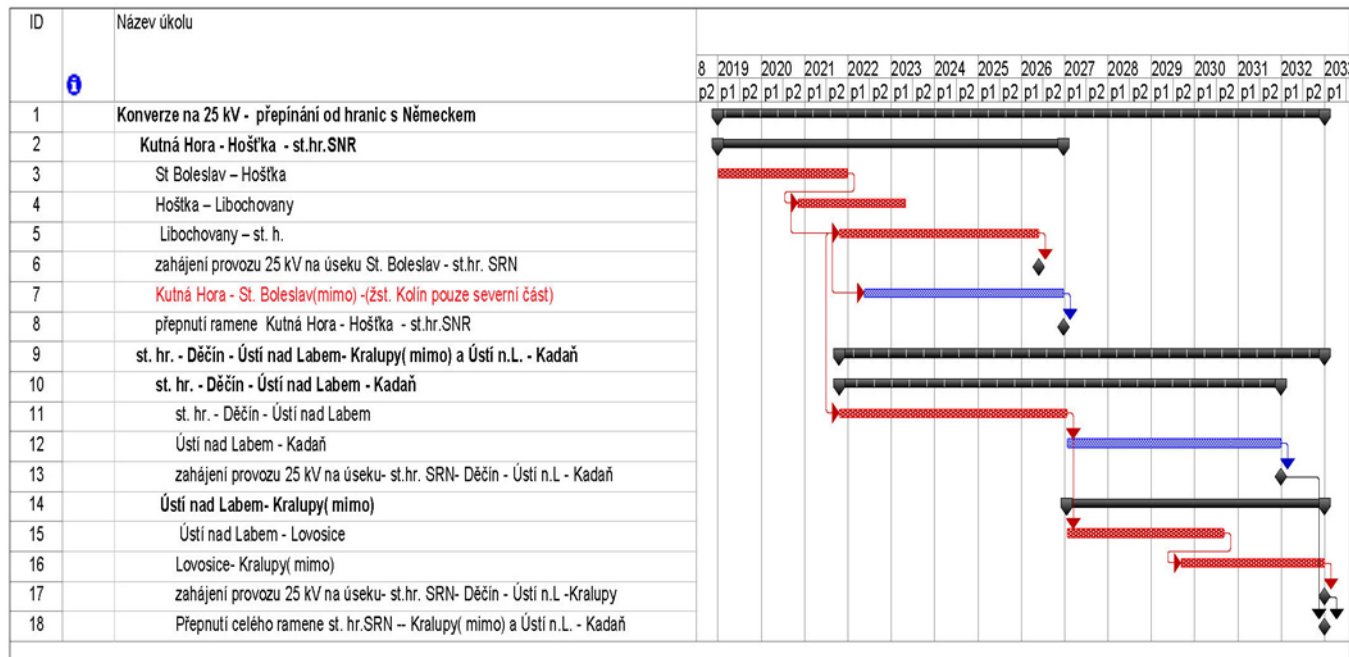 ID Název úkolu
8 2019 2020 2021 2022 2023 2024 2025 2026 2027 2028 2029 2030 2031 2032 2033
p2 p1 p2 p1 p2 p1 p2 p1 p2 p1 p2 p1 p2 p1 p2 p1 p2 p1 p2 p1 p2 p1 p2 p1 p2 p1 p2 p1 p2 p1
1 Konverze na 25 kV - přepínání od hranic s Německem
2 Kutná Hora - Hošťka - st.hr.SNR
3 St Boleslav – Hošťka
4 Hoštka – Libochovany
5 Libochovany – st. h.
6 zahájení provozu 25 kV na úseku St. Boleslav - st.hr. SRN
7 Kutná Hora - St. Boleslav(mimo) -(žst. Kolín pouze severní část)
8 přepnutí ramene Kutná Hora - Hošťka - st.hr.SNR
9 st. hr. - Děčín - Ústí nad Labem- Kralupy( mimo) a Ústí n.L. - Kadaň
10 st. hr. - Děčín - Ústí nad Labem - Kadaň
11 st. hr. - Děčín - Ústí nad Labem
12 Ústí nad Labem - Kadaň
13 zahájení provozu 25 kV na úseku- st.hr. SRN- Děčín - Ústí n.L - Kadaň
14 Ústí nad Labem- Kralupy( mimo)
15 Ústí nad Labem - Lovosice
16 Lovosice- Kralupy( mimo)
17 zahájení provozu 25 kV na úseku- st.hr. SRN- Děčín - Ústí n.L -Kralupy
18 Přepnutí celého ramene st. hr.SRN -- Kralupy( mimo) a Ústí n.L. - Kadaň